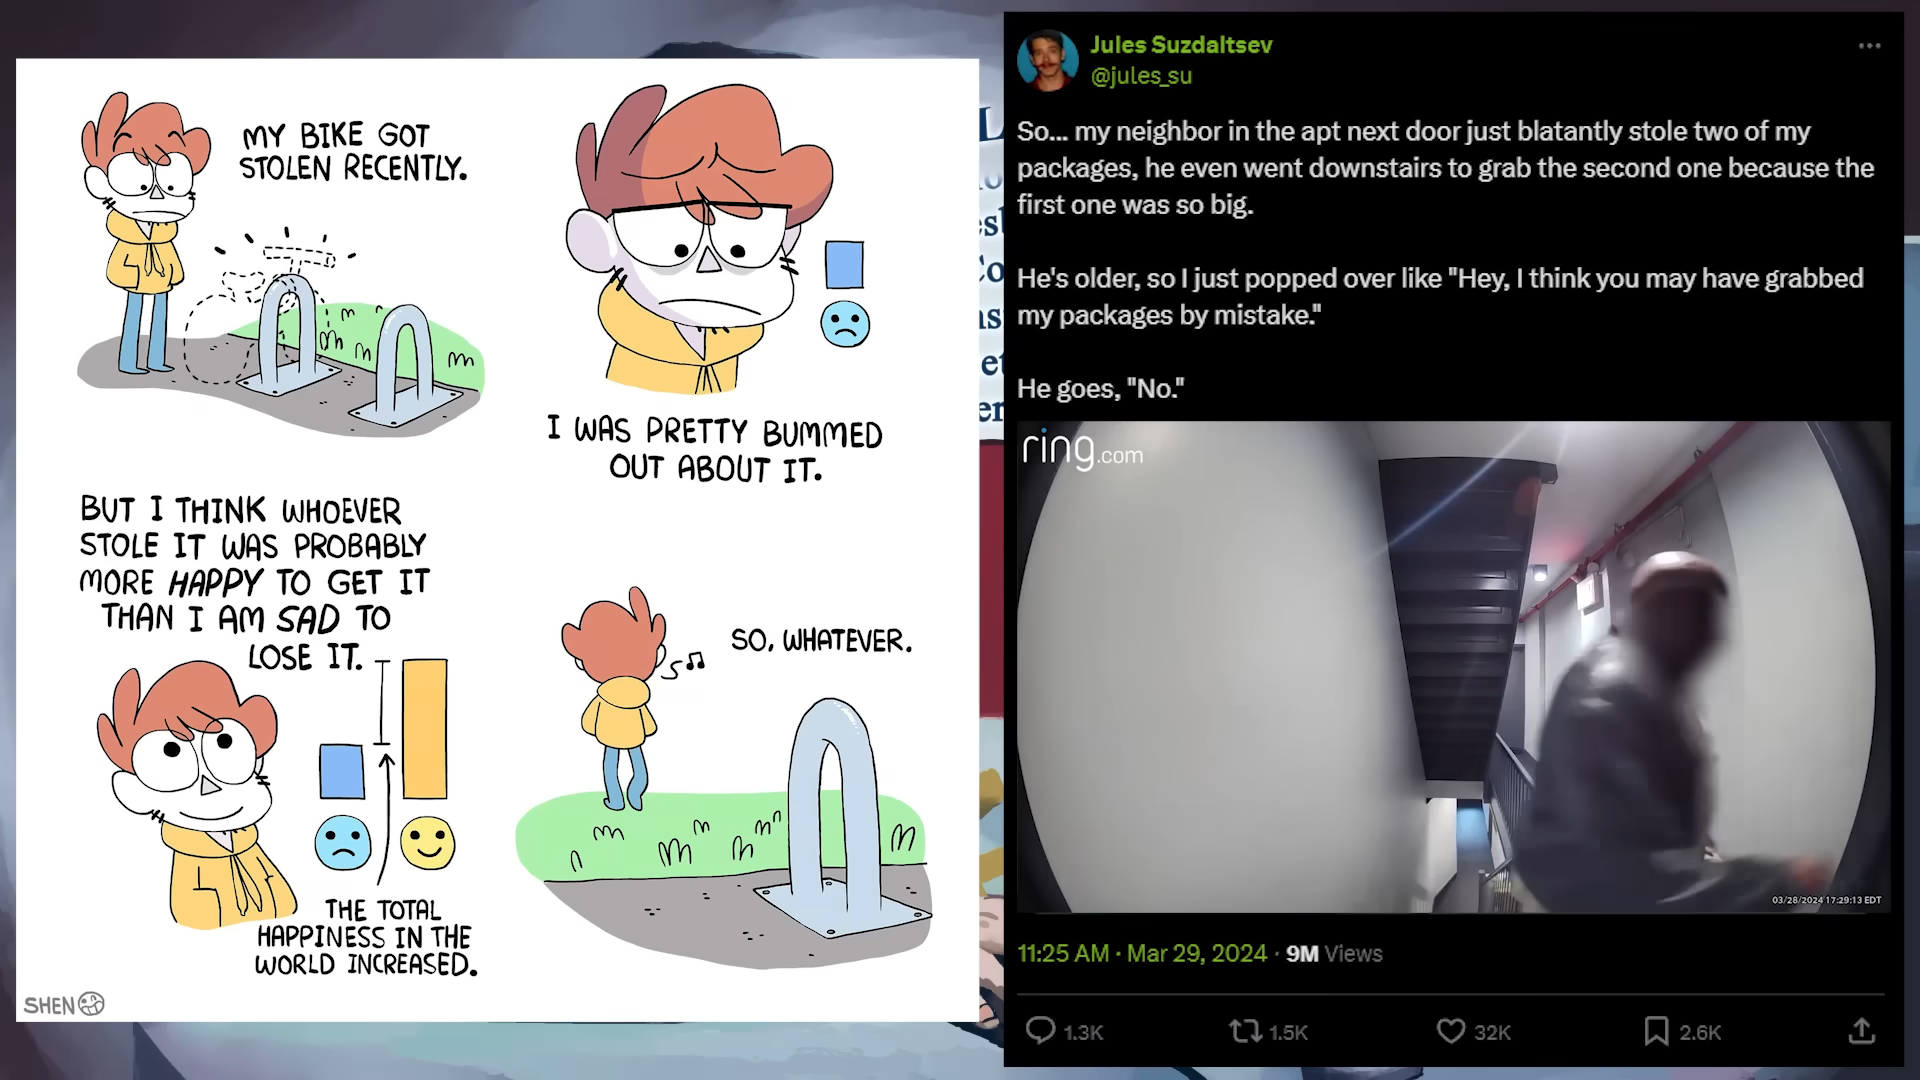 MY BIKE GOT
STOLEN RECENTLY.
I WAS PRETTY BUMMED
OUT ABOUT IT.
BUT I THINK WHOEVER
STOLE IT WAS PROBABLY
MORE HAPPY TO GET IT
THAN I AM SAD TO
LOSE IT.
THE TOTAL
HAPPINESS IN THE
WORLD INCREASED.
SO, WHATEVER.
SHEN
Jules Suzdaltsev
@jules_su
So... my neighbor in the apt next door just blatantly stole two of my
packages, he even went downstairs to grab the second one because the
first one was so big.
He's older, so I just popped over like "Hey, I think you may have grabbed
my packages by mistake."
He goes, "No."
ring.com
03/28/2024 17:29:13 EDT
11:25 AM · Mar 29, 2024 · 9M Views
1.3K 1.5K 32K 2.6K